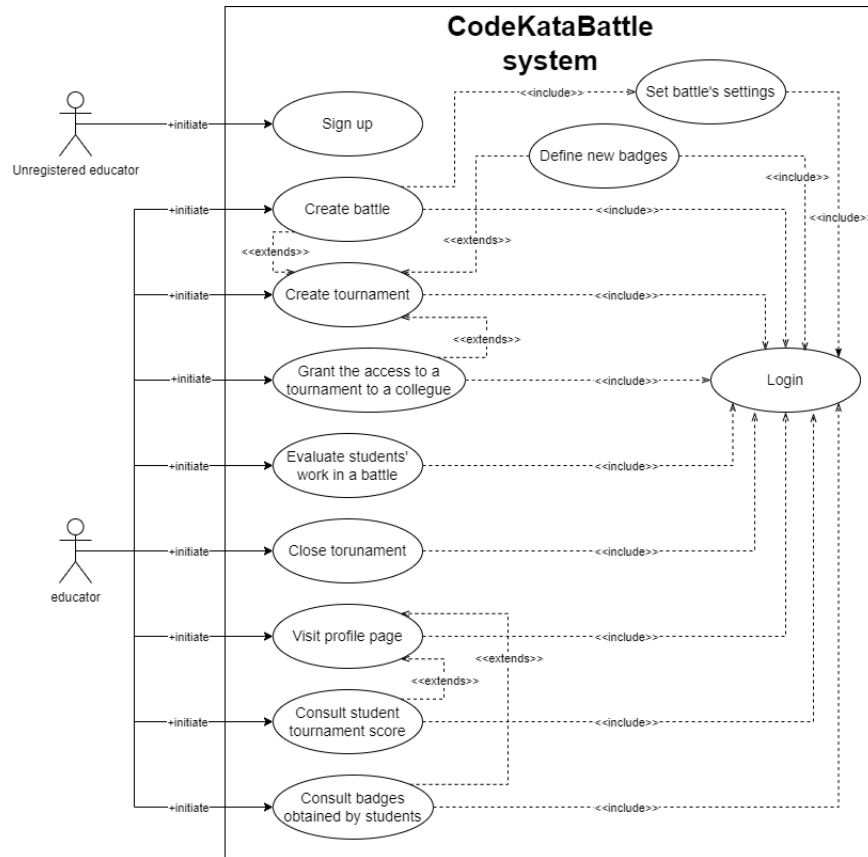 CodeKataBattle
system
<<include>>
Set battle's settings
+initiate
Sign up
Unregistered educator
Define new badges
<<include>>
+initiate
Create battle
<<include>>
<<include>>
<<extends>>
<<extends>>
+initiate
Create tournament
<<include>>
<<extends>>
+initiate
Grant the access to a
tournament to a collegue
<<include>>
Login
+initiate
Evaluate students'
work in a battle
<<include>>
+initiate
Close torunament
<<include>>
educator
+initiate
Visit profile page
<<include>>
<<extends>>
<<extends>>
+initiate
Consult student
tournament score
<<include>>
+initiate
Consult badges
obtained by students
<<include>>